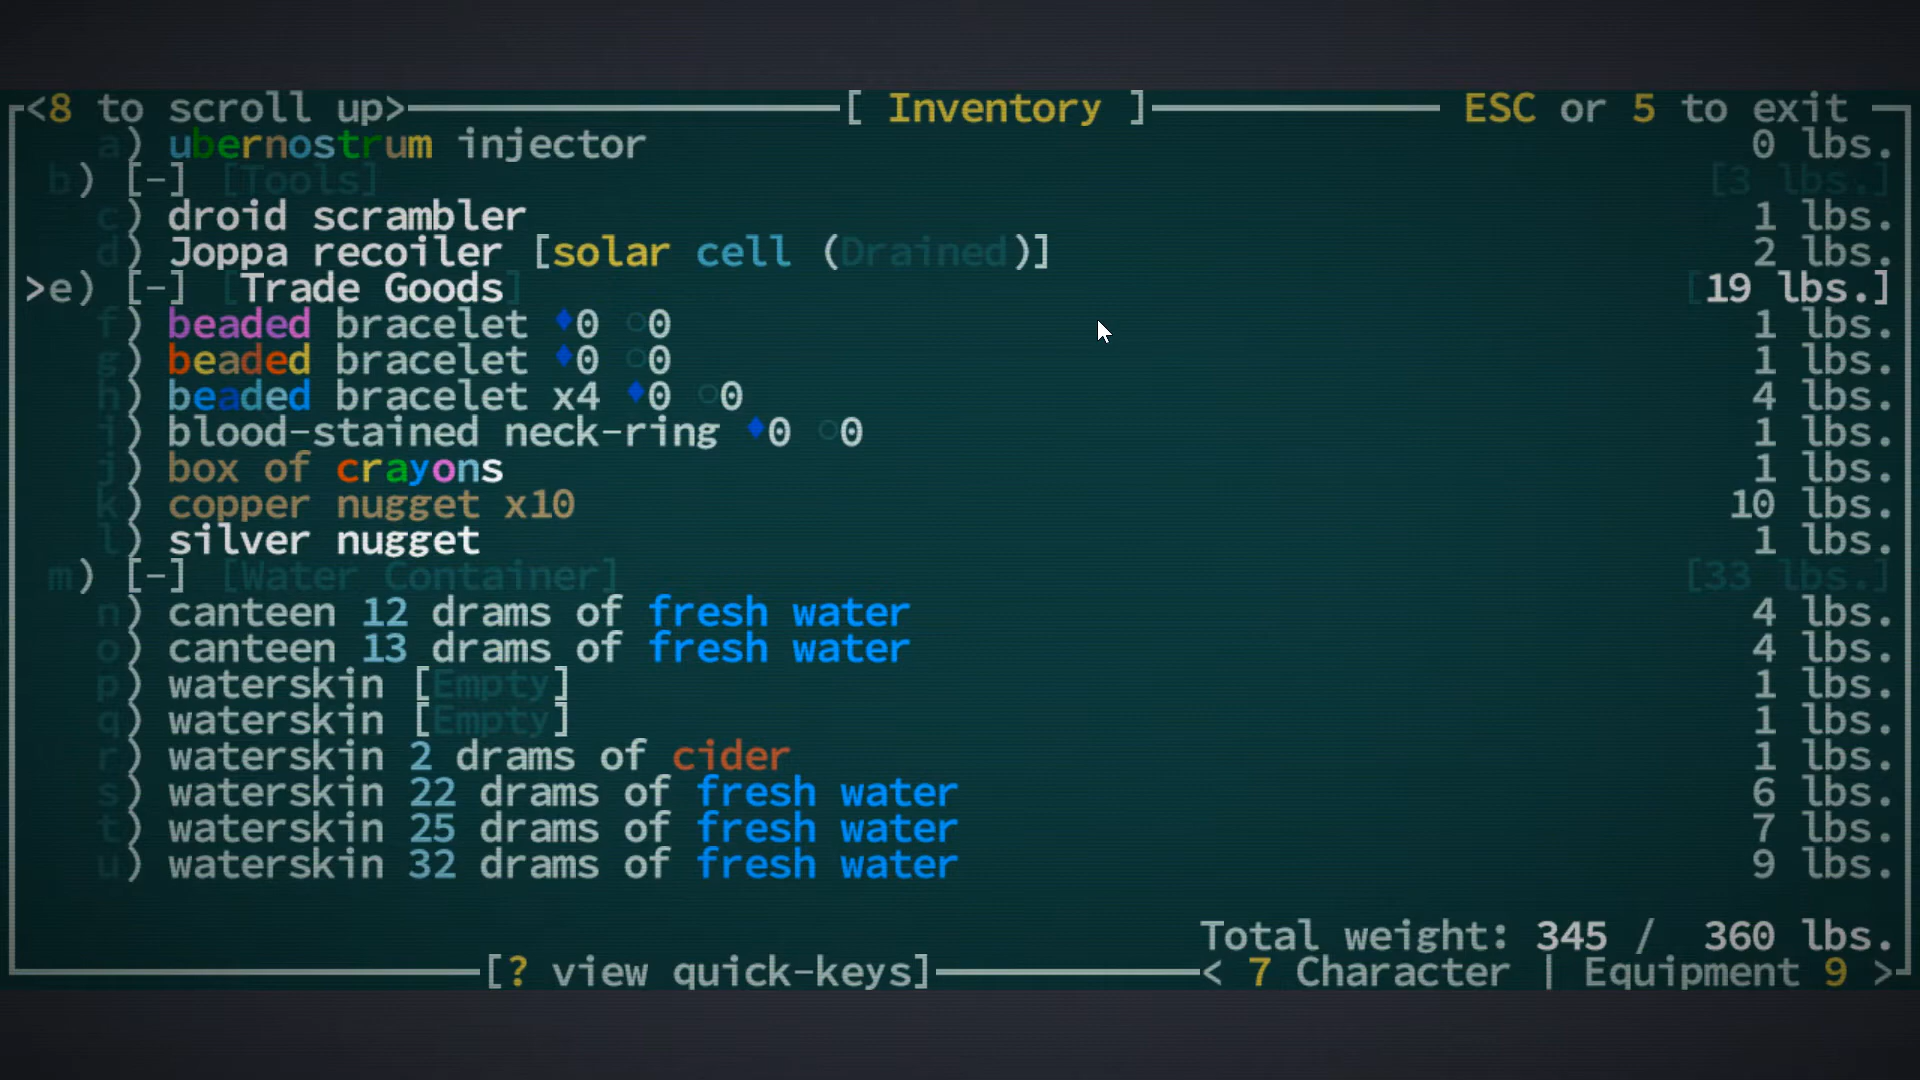 <8 to scroll up> [ Inventory ] ESC or 5 to exit
a) ubernostrum injector 0 lbs.
b) [-] [Tools] [3 lbs.]
c) droid scrambler 1 lbs.
d) Joppa recoiler [solar cell (Drained)] 2 lbs.
>e) [-] [Trade Goods] [19 lbs.]
f) beaded bracelet ♦0 ○0 1 lbs.
g) beaded bracelet ♦0 ○0 1 lbs.
h) beaded bracelet x4 ♦0 ○0 4 lbs.
i) blood-stained neck-ring ♦0 ○0 1 lbs.
j) box of crayons 1 lbs.
k) copper nugget x10 10 lbs.
l) silver nugget 1 lbs.
m) [-] [Water Container] [33 lbs.]
n) canteen 12 drams of fresh water 4 lbs.
o) canteen 13 drams of fresh water 4 lbs.
p) waterskin [Empty] 1 lbs.
q) waterskin [Empty] 1 lbs.
r) waterskin 2 drams of cider 1 lbs.
s) waterskin 22 drams of fresh water 6 lbs.
t) waterskin 25 drams of fresh water 7 lbs.
u) waterskin 32 drams of fresh water 9 lbs.
Total weight: 345 / 360 lbs.
[? view quick-keys] < 7 Character | Equipment 9 >